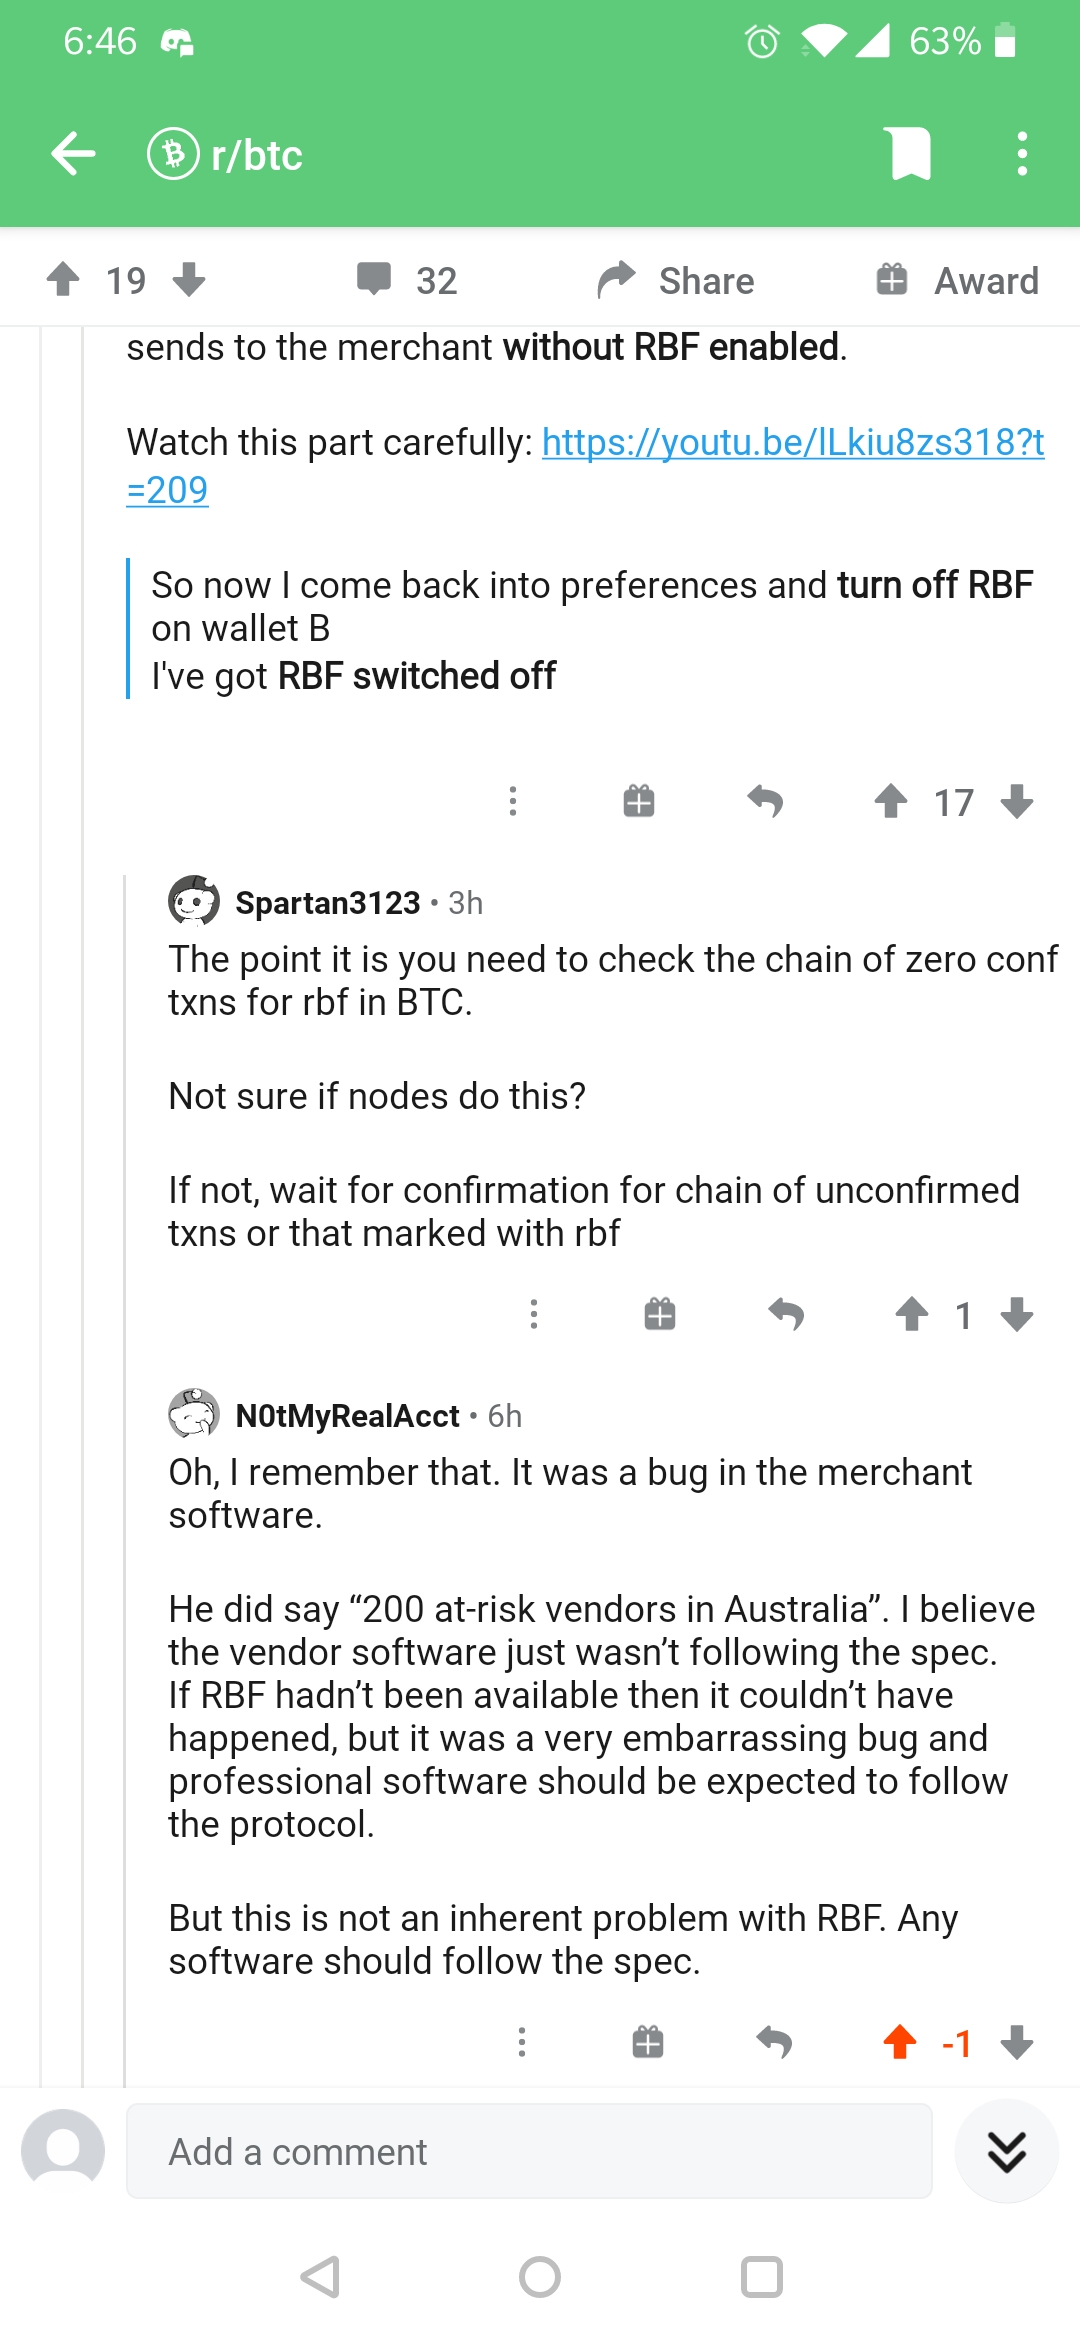 6:46
63%
r/btc
19
32
Share
Award
sends to the merchant without RBF enabled.
Watch this part carefully: https://youtu.be/lLkiu8zs318?t
=209
So now I come back into preferences and turn off RBF
on wallet B
I've got RBF switched off
17
Spartan3123 • 3h
The point it is you need to check the chain of zero conf
txns for rbf in BTC.
Not sure if nodes do this?
If not, wait for confirmation for chain of unconfirmed
txns or that marked with rbf
1
N0tMyRealAcct • 6h
Oh, I remember that. It was a bug in the merchant
software.
He did say “200 at-risk vendors in Australia”. I believe
the vendor software just wasn’t following the spec.
If RBF hadn’t been available then it couldn’t have
happened, but it was a very embarrassing bug and
professional software should be expected to follow
the protocol.
But this is not an inherent problem with RBF. Any
software should follow the spec.
-1
Add a comment